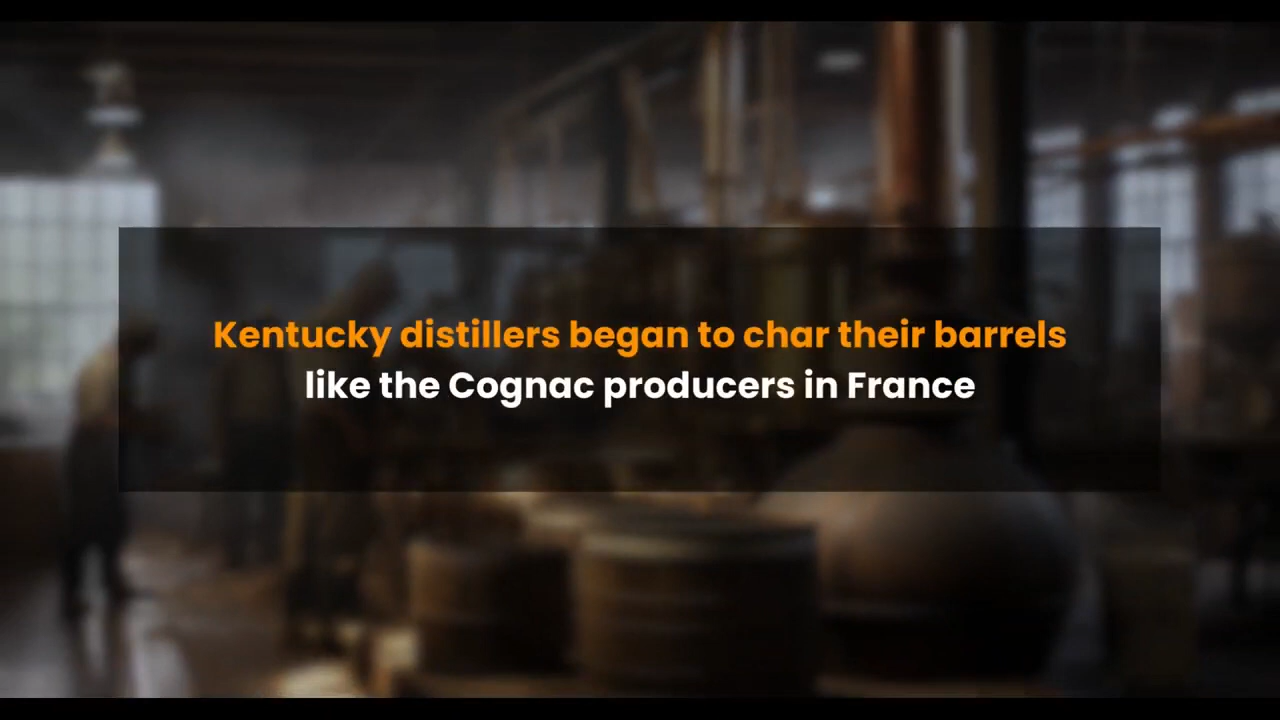 Kentucky distillers began to char their barrels
like the Cognac producers in France